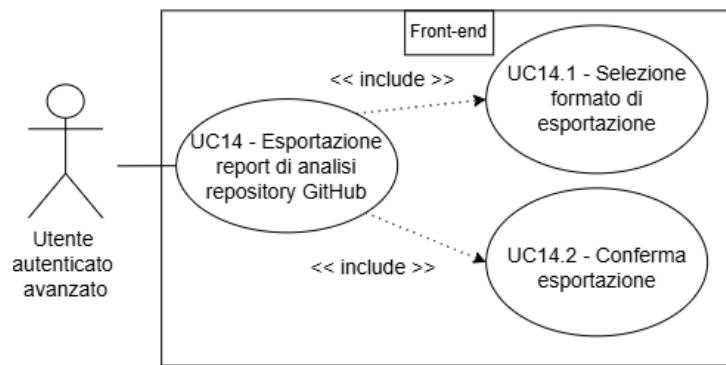 Front-end
<< include >>
UC14.1 - Selezione
formato di
esportazione
UC14 - Esportazione
report di analisi
repository GitHub
Utente
autenticato
avanzato
<< include >>
UC14.2 - Conferma
esportazione